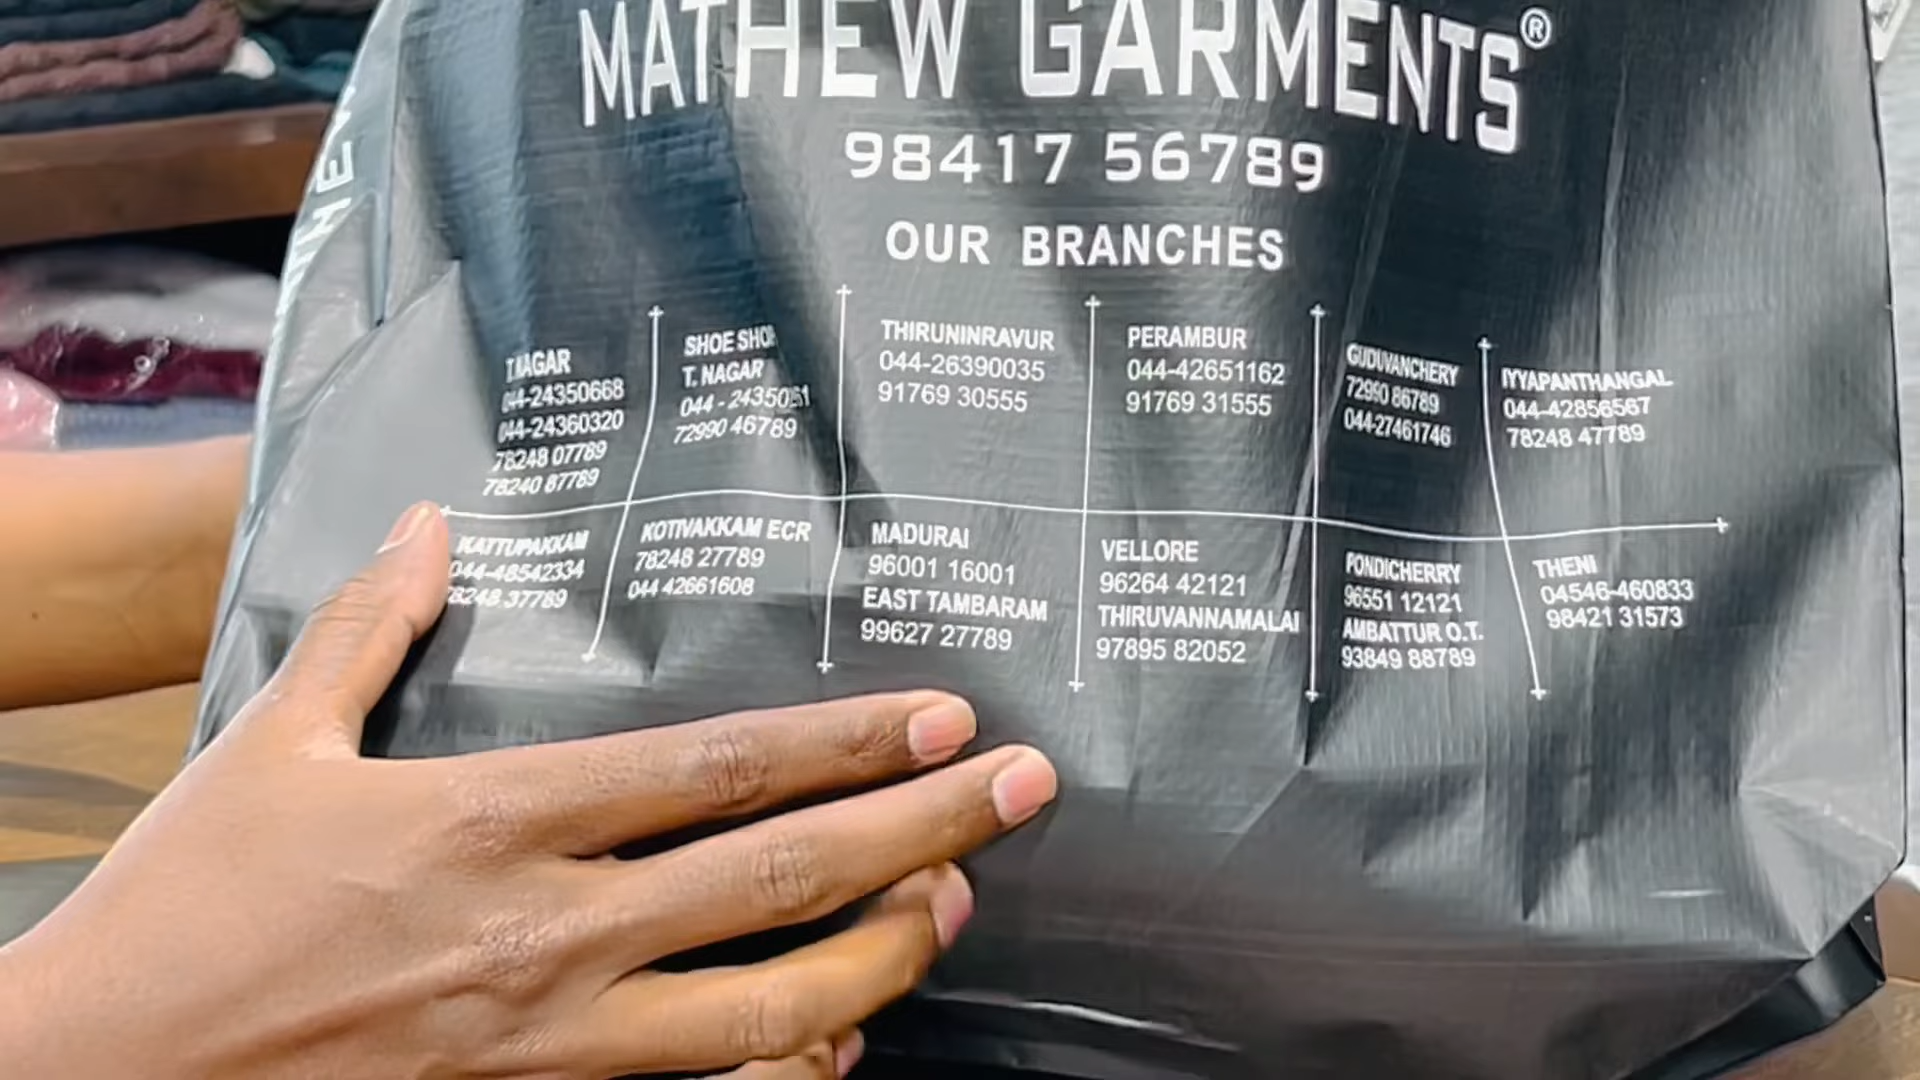 MATHEW GARMENTS®
98417 56789
OUR BRANCHES
T.NAGAR
044-24350668
044-24360320
78248 07789
78240 87789
SHOE SHOP
T. NAGAR
044 - 24350351
72990 46789
THIRUNINRAVUR
044-26390035
91769 30555
PERAMBUR
044-42651162
91769 31555
GUDUVANCHERY
72990 86789
044-27461746
IYYAPANTHANGAL
044-42856567
78248 47789
KATTUPAKKAM
044-48542334
78248 37789
KOTIVAKKAM ECR
78248 27789
044 42661608
MADURAI
96001 16001
EAST TAMBARAM
99627 27789
VELLORE
96264 42121
THIRUVANNAMALAI
97895 82052
PONDICHERRY
96551 12121
AMBATTUR O.T.
93849 88789
THENI
04546-460833
98421 31573